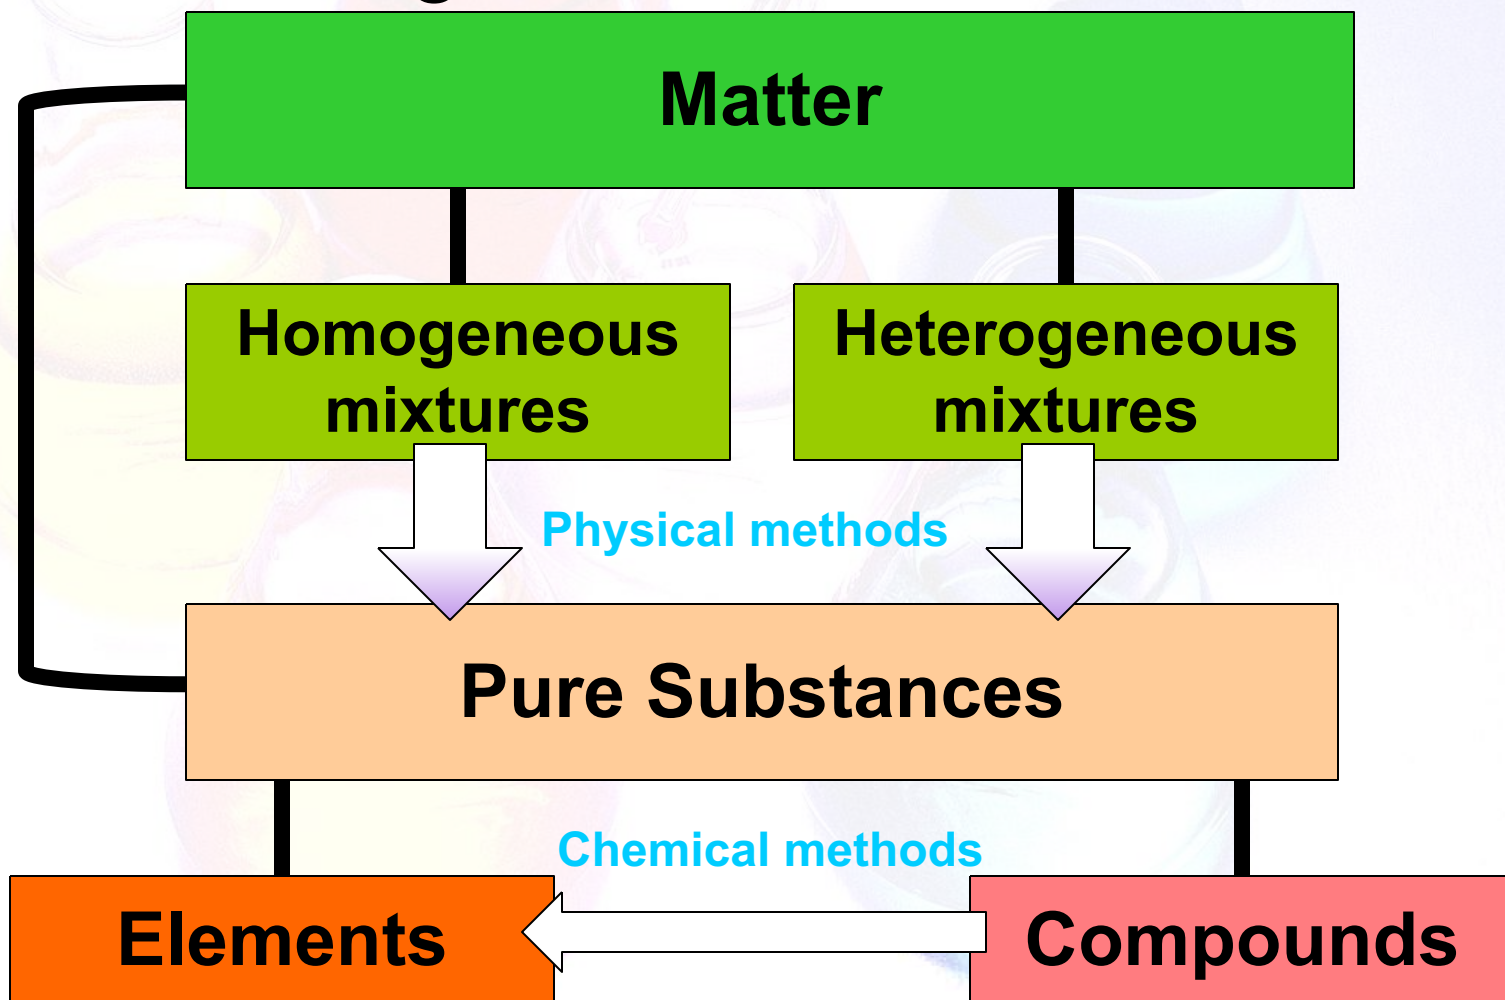 Matter
Homogeneous
mixtures
Heterogeneous
mixtures
Physical methods
Pure Substances
Chemical methods
Elements
Compounds